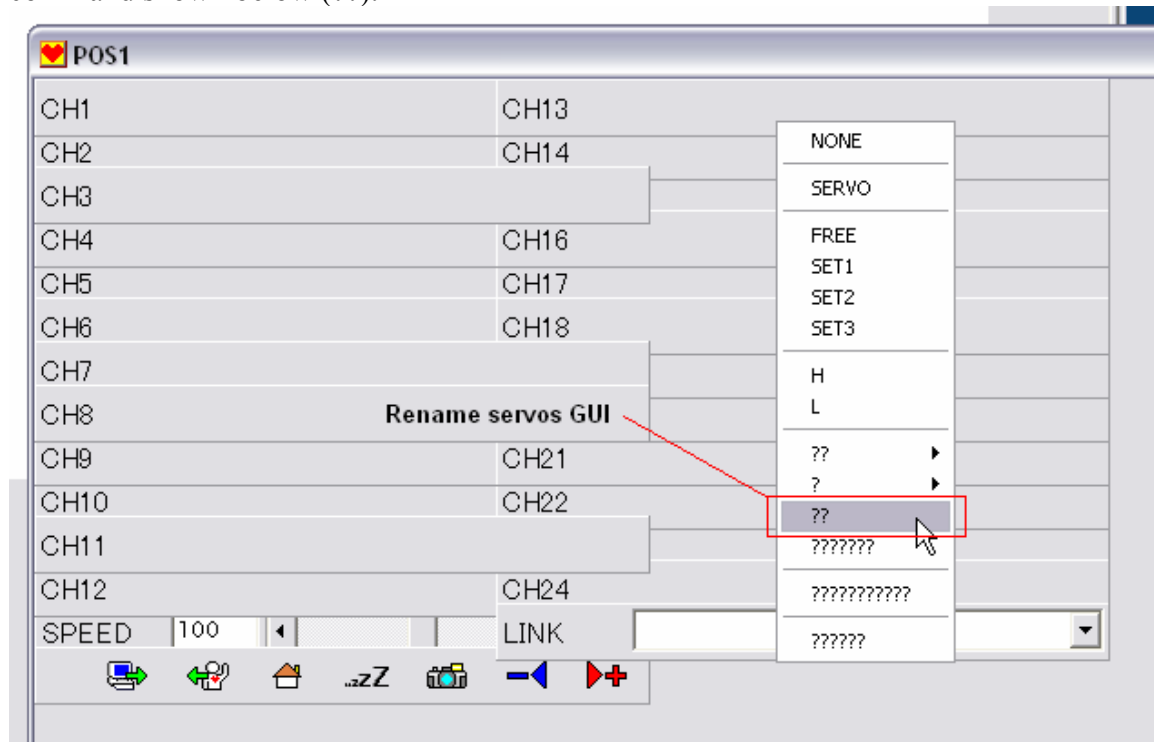 POS1
CH1
CH2
CH3
CH4
CH5
CH6
CH7
CH8
CH9
CH10
CH11
CH12
SPEED 100
CH13
CH14
CH16
CH17
CH18
CH21
CH22
CH24
LINK
..zzZ
Rename servos GUI
NONE
SERVO
FREE
SET1
SET2
SET3
H
L
??
?
??
???????
???????????
??????